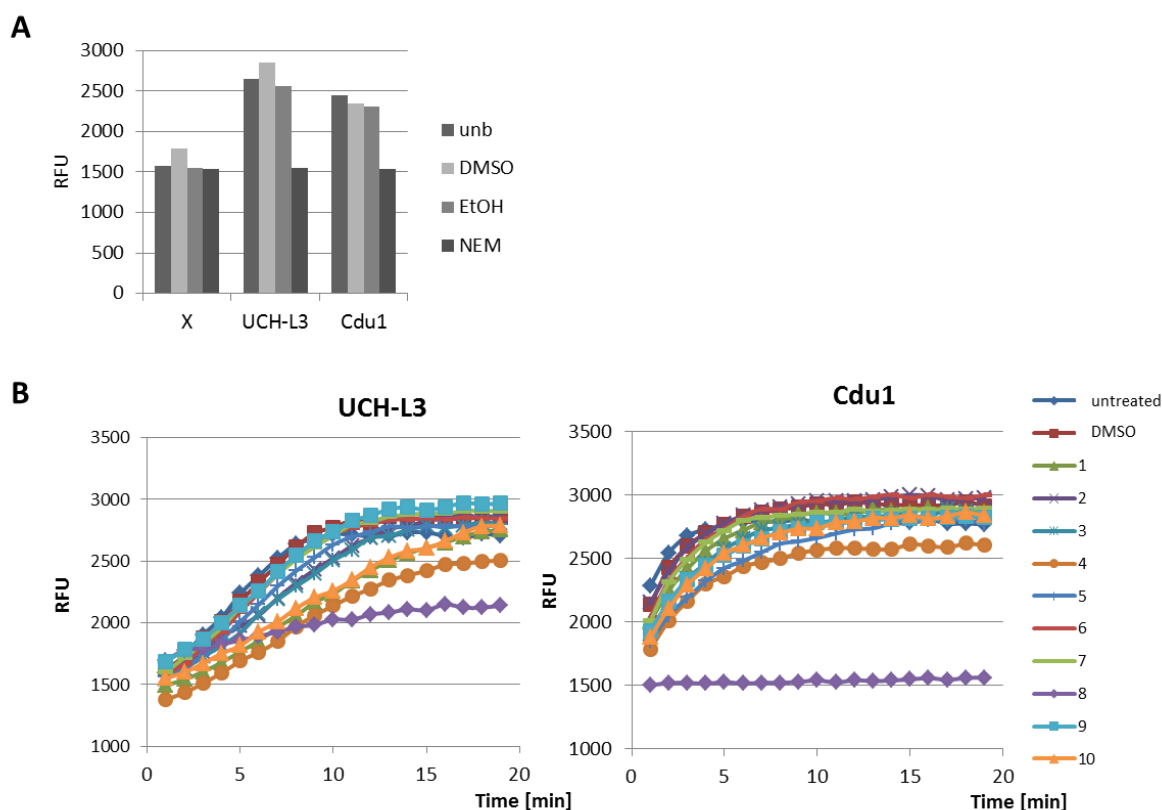 A
3000
2500
2000
1500
1000
500
0
RFU
X UCH-L3 Cdu1
unb
DMSO
EtOH
NEM
B
UCH-L3
3500
3000
2500
2000
1500
1000
RFU
0 5 10 15 20
Time [min]
Cdu1
3500
3000
2500
2000
1500
1000
RFU
0 5 10 15 20
Time [min]
untreated
DMSO
1
2
3
4
5
6
7
8
9
10